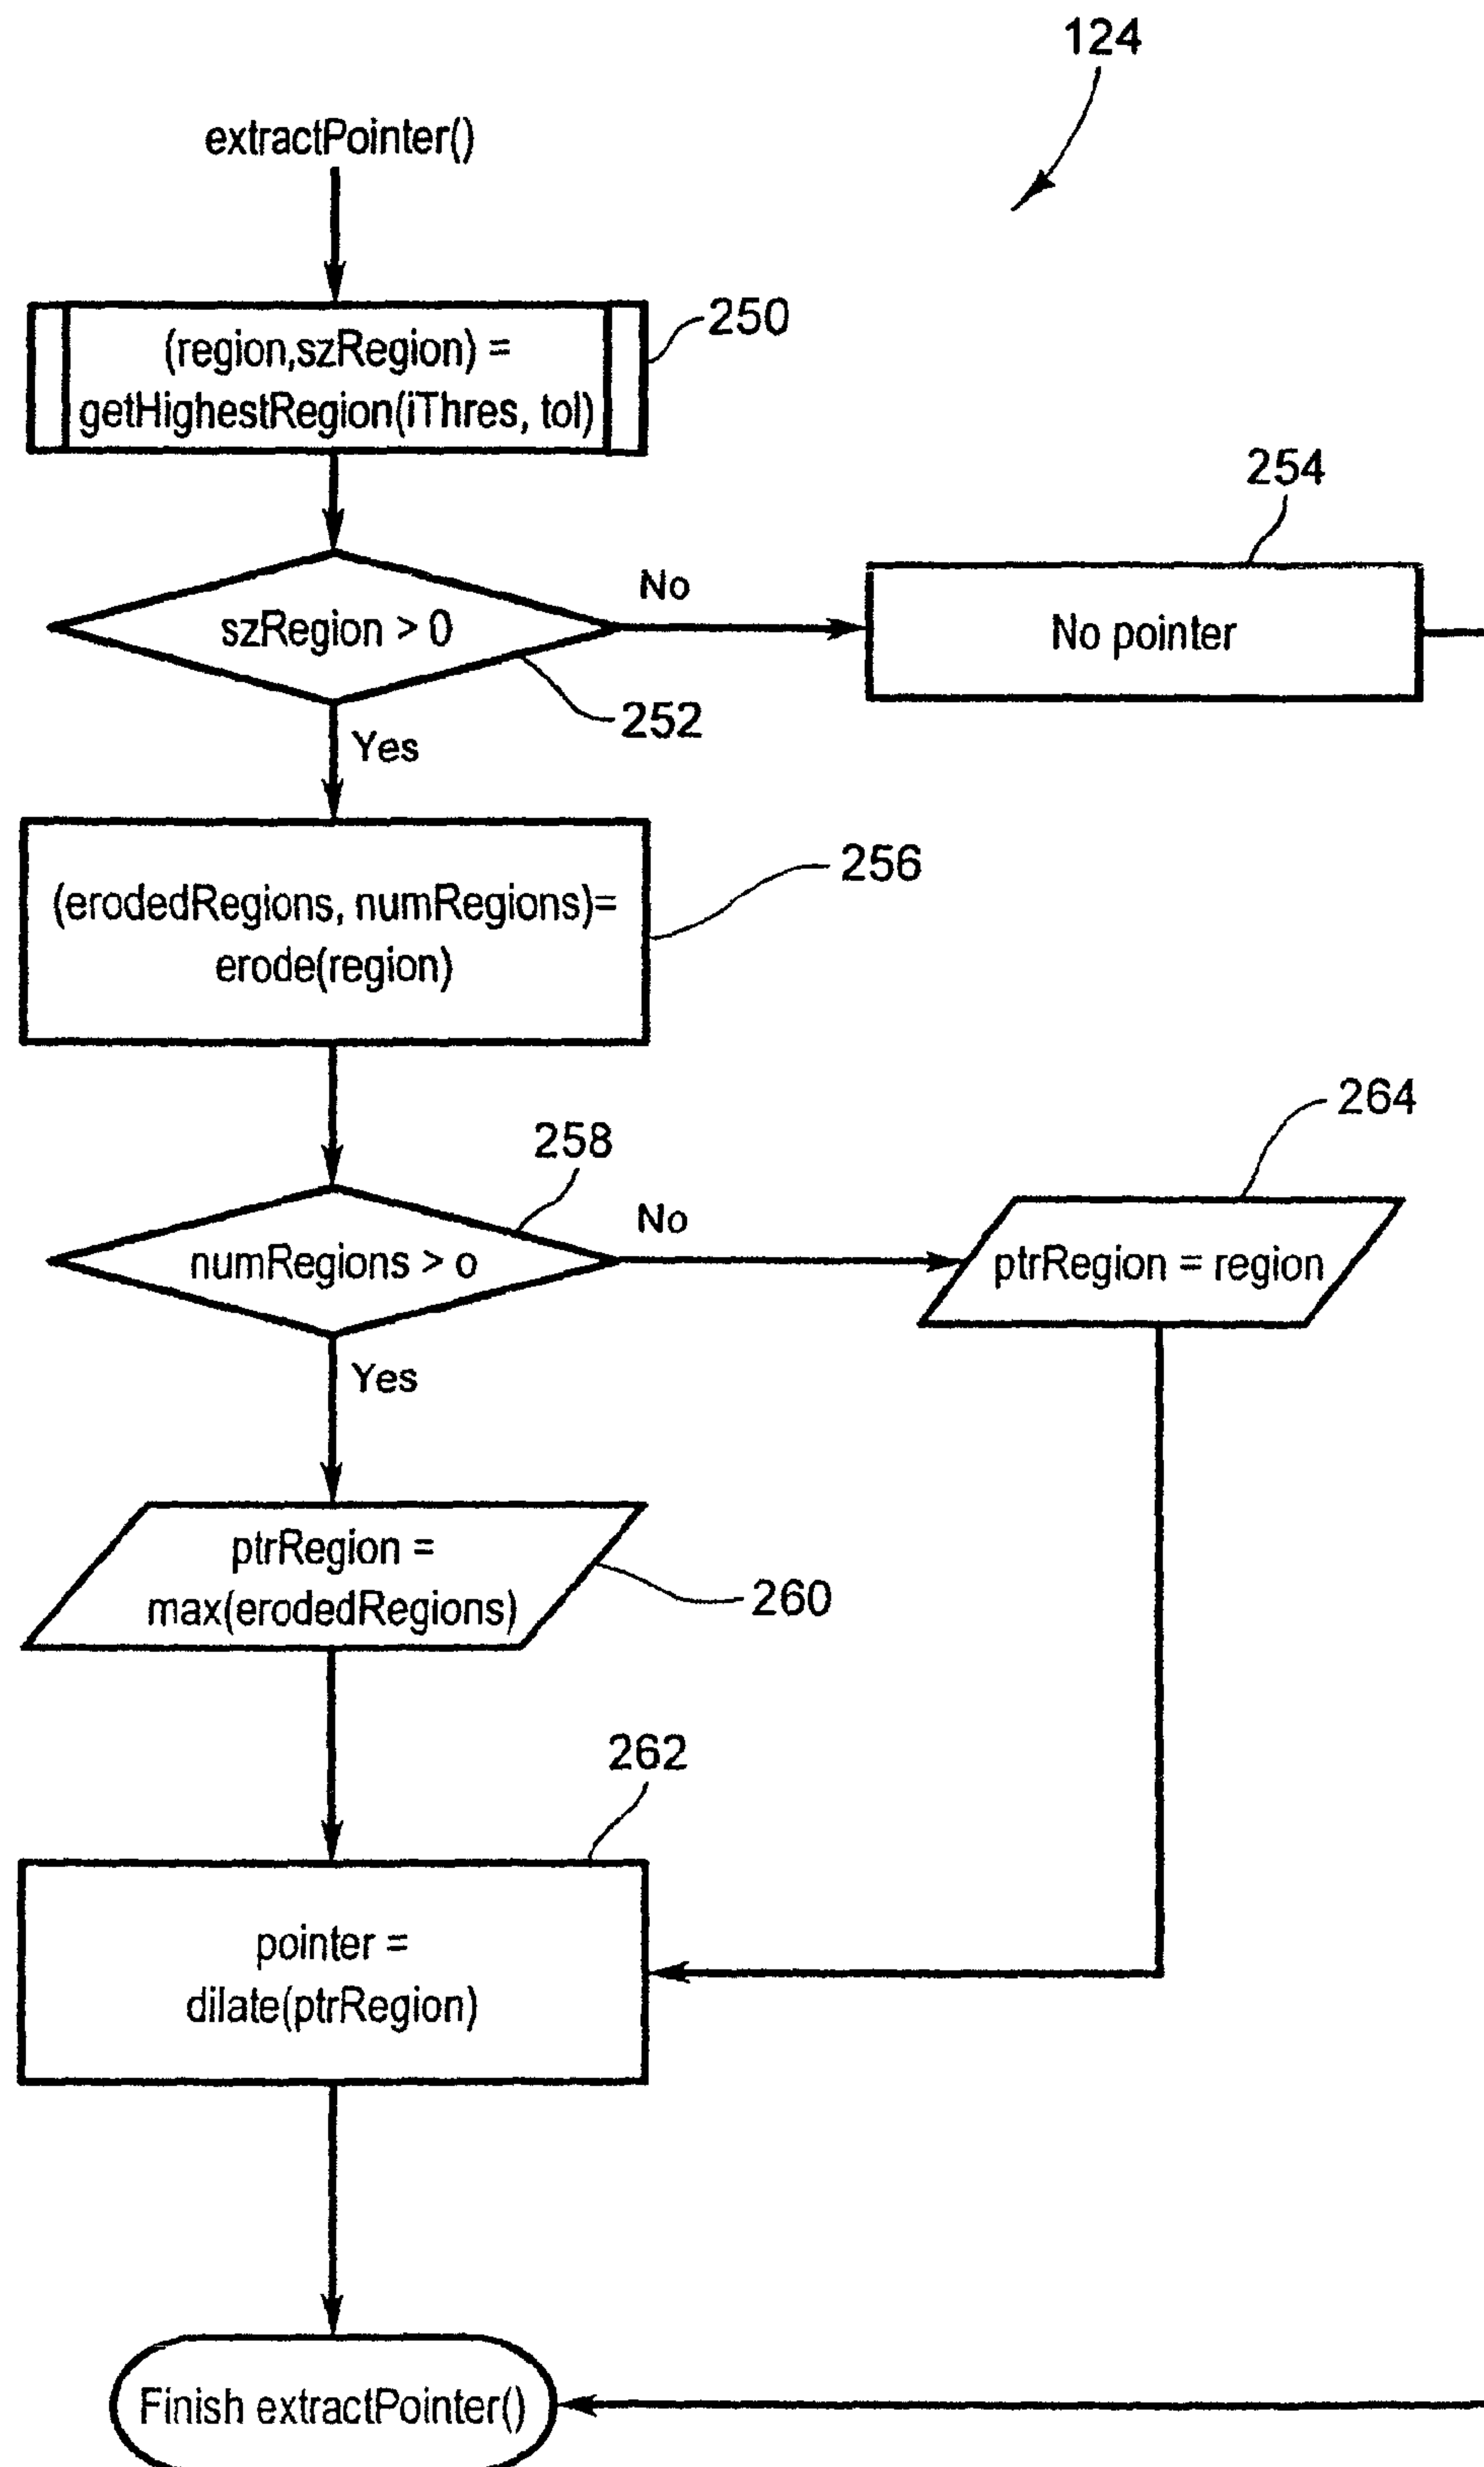 124
extractPointer()
(region,szRegion) =
getHighestRegion(iThres, tol)
250
254
szRegion > 0
No
No pointer
252
Yes
(erodedRegions, numRegions)=
erode(region)
256
258
264
numRegions > o
No
ptrRegion = region
Yes
ptrRegion =
max(erodedRegions)
260
262
pointer =
dilate(ptrRegion)
Finish extractPointer()